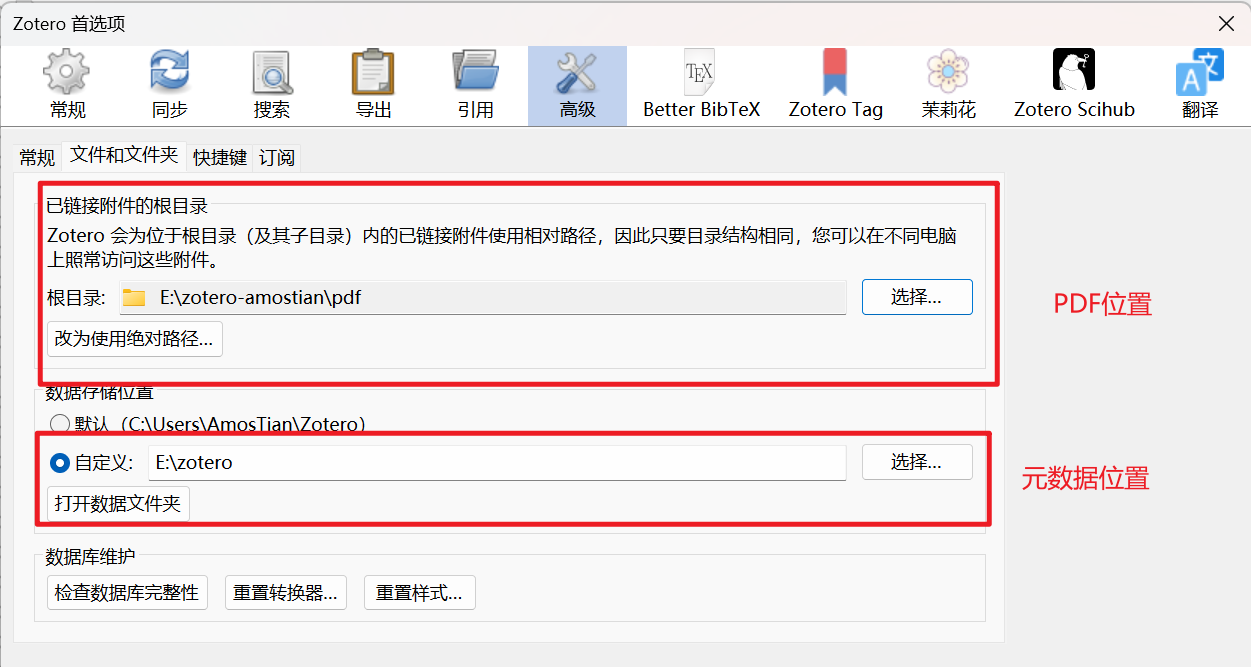 Zotero 首选项
常规 同步 搜索 导出 引用 高级 Better BibTeX Zotero Tag 茉莉花 Zotero Scihub 翻译
常规 文件和文件夹 快捷键 订阅
已链接附件的根目录
Zotero 会为位于根目录（及其子目录）内的已链接附件使用相对路径，因此只要目录结构相同，您可以在不同电脑
上照常访问这些附件。
根目录: E:\zotero-amostian\pdf 选择...
PDF位置
改为使用绝对路径...
数据存储位置
默认（C:\Users\AmosTian\Zotero）
自定义: E:\zotero 选择...
元数据位置
打开数据文件夹
数据库维护
检查数据库完整性 重置转换器... 重置样式...